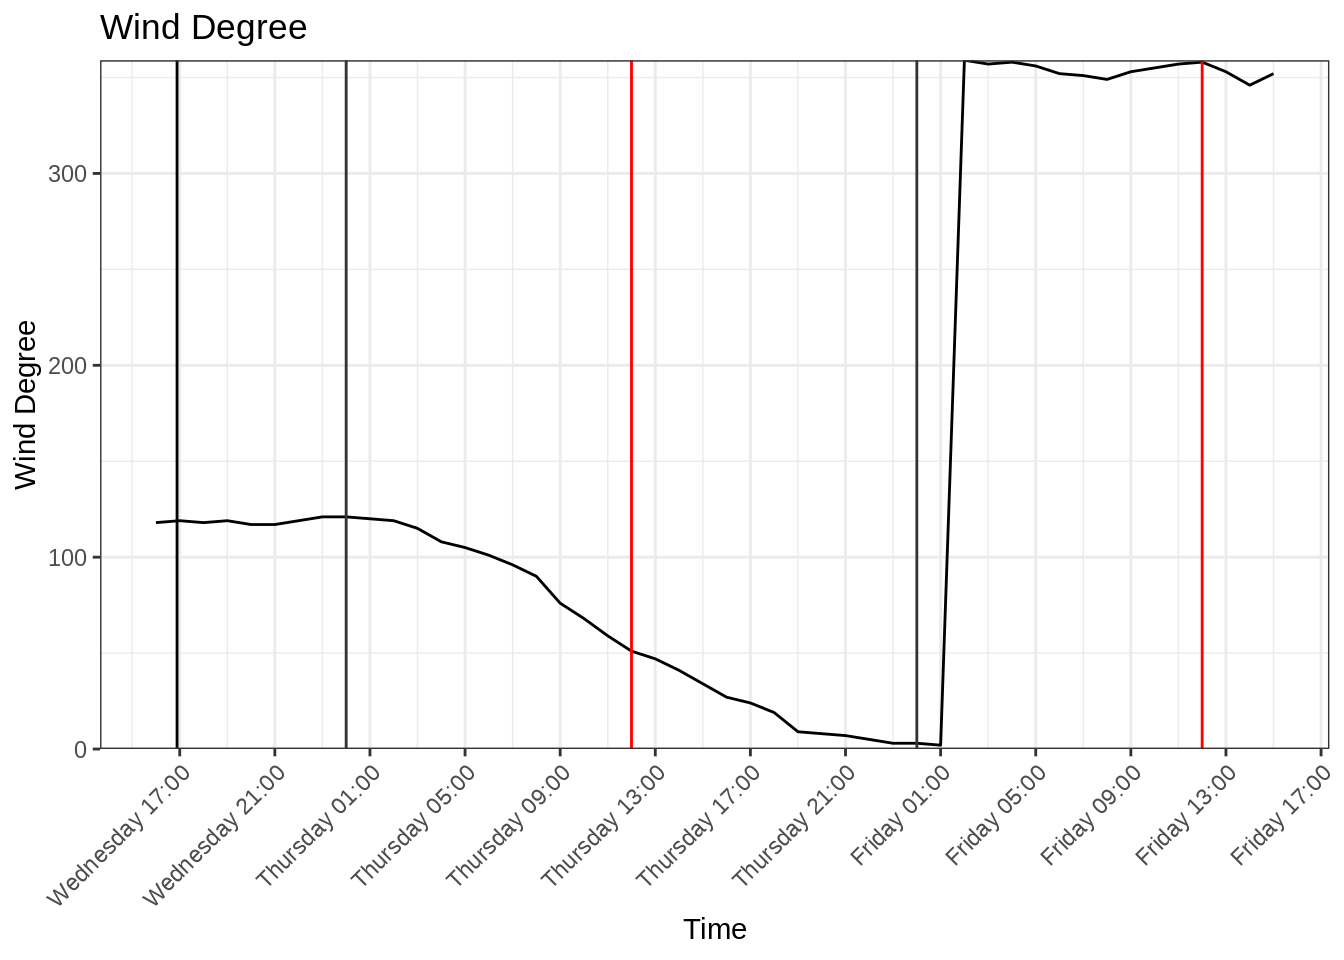 Wind Degree
Wind Degree
300
200
100
0
Wednesday 17:00
Wednesday 21:00
Thursday 01:00
Thursday 05:00
Thursday 09:00
Thursday 13:00
Thursday 17:00
Thursday 21:00
Friday 01:00
Friday 05:00
Friday 09:00
Friday 13:00
Friday 17:00
Time